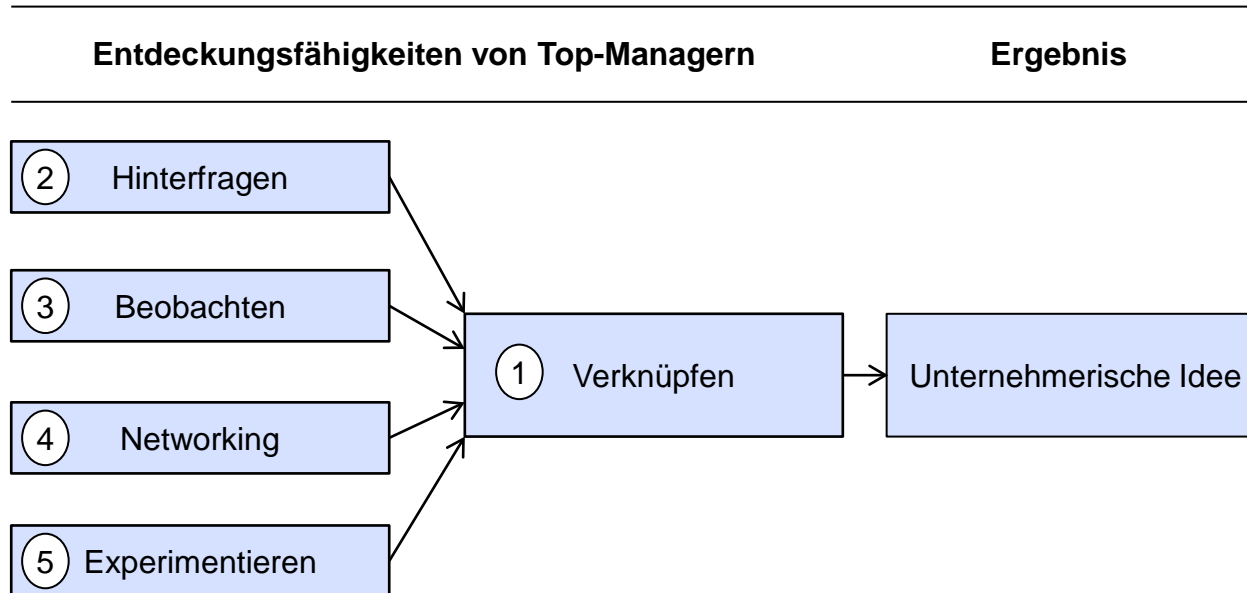 Entdeckungsfähigkeiten von Top-Managern Ergebnis
2 Hinterfragen
3 Beobachten
1 Verknüpfen
Unternehmerische Idee
4 Networking
5 Experimentieren